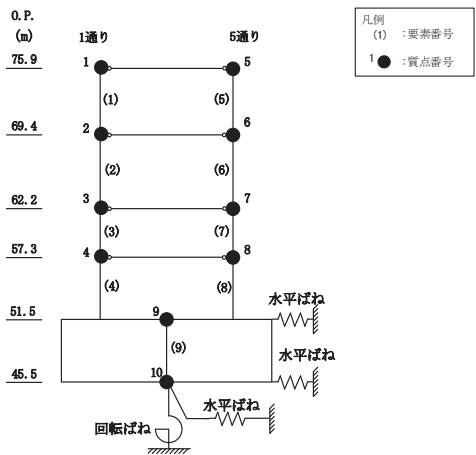 O.P.
(m)
1通り
5通り
凡例
(1) :要素番号
1 :質点番号
75.9
1
5
(1)
(5)
69.4
2
6
(2)
(6)
62.2
3
7
(3)
(7)
57.3
4
8
(4)
(8)
水平ばね
51.5
9
(9)
水平ばね
45.5
10
水平ばね
回転ばね